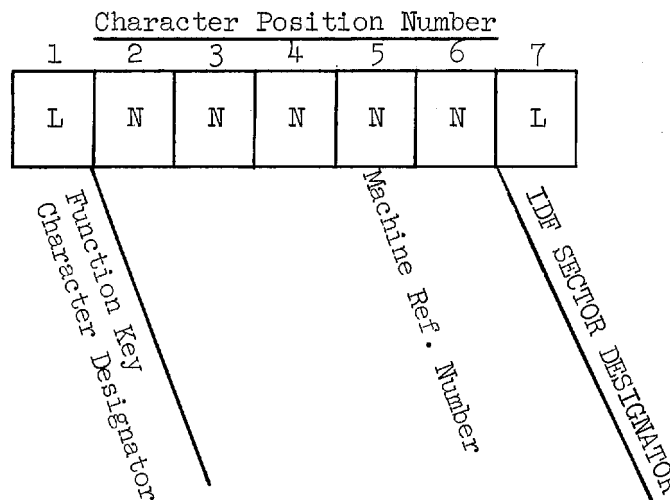 Character Position Number
1 2 3 4 5 6 7
L N N N N N L
Function Key
Character Designator
Machine Ref. Number
IDF SECTOR DESIGNATOR